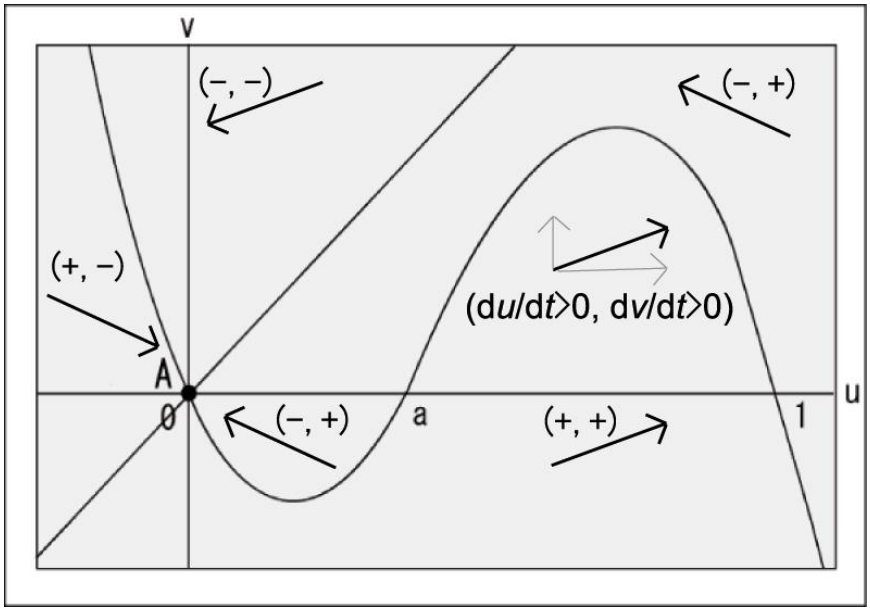 v
(−, −)
(−, +)
(+, −)
(du/dt>0, dv/dt>0)
A
u
0
(−, +)
a
(+, +)
1